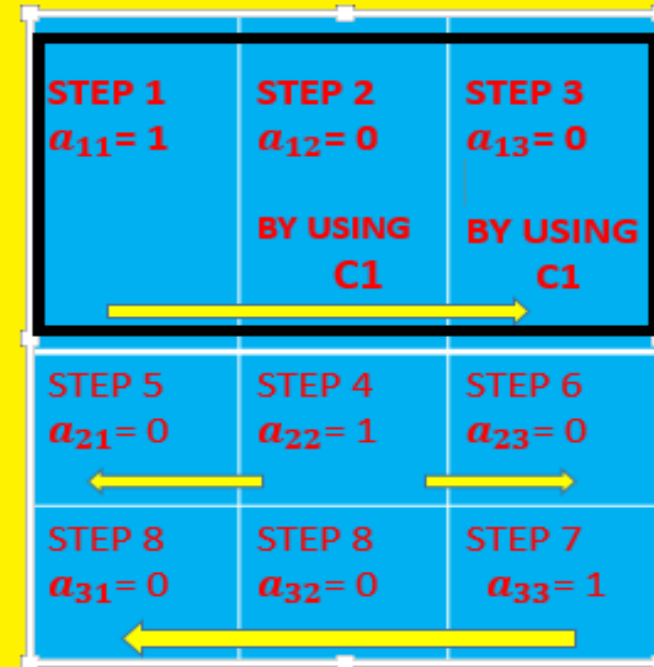 STEP 1
a₁₁= 1
STEP 2
a₁₂= 0
BY USING
C1
STEP 3
a₁₃= 0
BY USING
C1
STEP 5
a₂₁= 0
STEP 4
a₂₂= 1
STEP 6
a₂₃= 0
STEP 8
a₃₁= 0
STEP 8
a₃₂= 0
STEP 7
a₃₃= 1